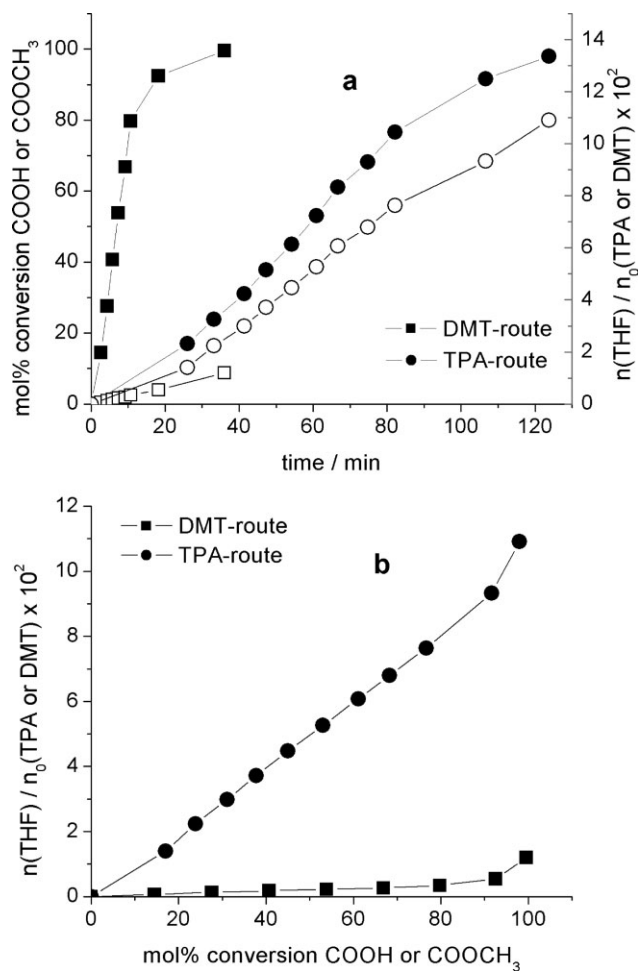 a
mol% conversion COOH or COOCH₃
100
80
60
40
20
0
n(THF) / n₀(TPA or DMT) x 10²
14
12
10
8
6
4
2
0
DMT-route
TPA-route
0 20 40 60 80 100 120 140
time / min
b
n(THF) / n₀(TPA or DMT) x 10²
12
10
8
6
4
2
0
DMT-route
TPA-route
0 20 40 60 80 100
mol% conversion COOH or COOCH₃